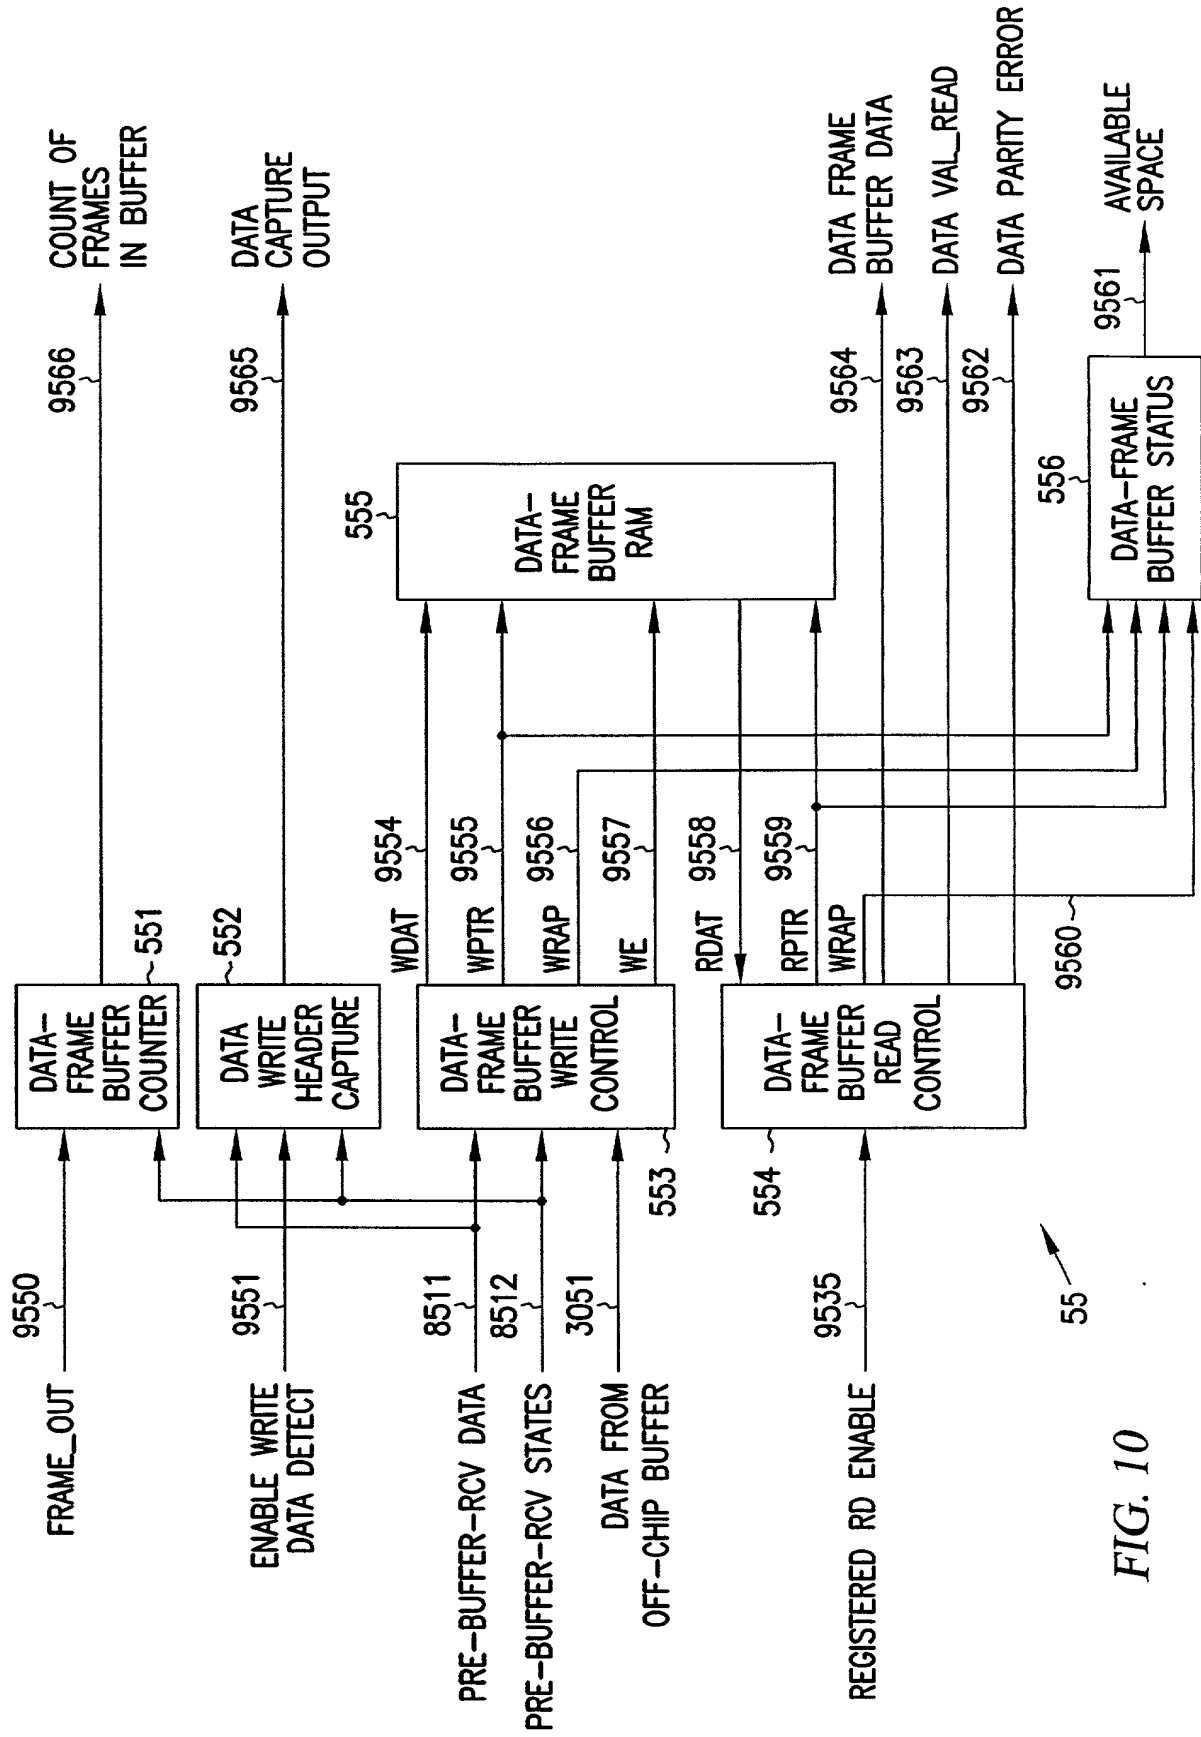 FRAME_OUT
9550
DATA-
FRAME
BUFFER
COUNTER
551
9566
COUNT OF
FRAMES
IN BUFFER
ENABLE WRITE
DATA DETECT
9551
DATA
WRITE
HEADER
CAPTURE
552
9565
DATA
CAPTURE
OUTPUT
PRE-BUFFER-RCV DATA
8511
PRE-BUFFER-RCV STATES
8512
DATA FROM
OFF-CHIP BUFFER
3051
DATA-
FRAME
BUFFER
WRITE
CONTROL
553
WDAT
9554
WPTR
9555
WRAP
9556
WE
9557
DATA-
FRAME
BUFFER
RAM
555
REGISTERED RD ENABLE
9535
DATA-
FRAME
BUFFER
READ
CONTROL
554
RDAT
9558
RPTR
9559
WRAP
9560
9564
DATA FRAME
BUFFER DATA
9563
DATA VAL_READ
9562
DATA PARITY ERROR
DATA-FRAME
BUFFER STATUS
556
9561
AVAILABLE
SPACE
55
FIG. 10